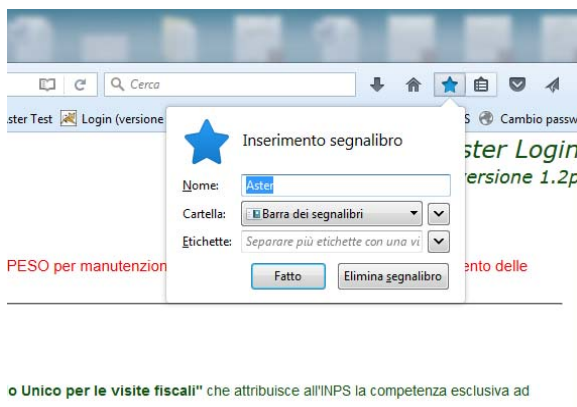 Cerca
ster Test Login (versione S Cambio passw
Inserimento segnalibro
ster Login
ersione 1.2p
Nome: Aster
Cartella: Barra dei segnalibri
Etichette: Separare più etichette con una vi
PESO per manutenzion ento delle
Fatto Elimina segnalibro
o Unico per le visite fiscali" che attribuisce all'INPS la competenza esclusiva ad